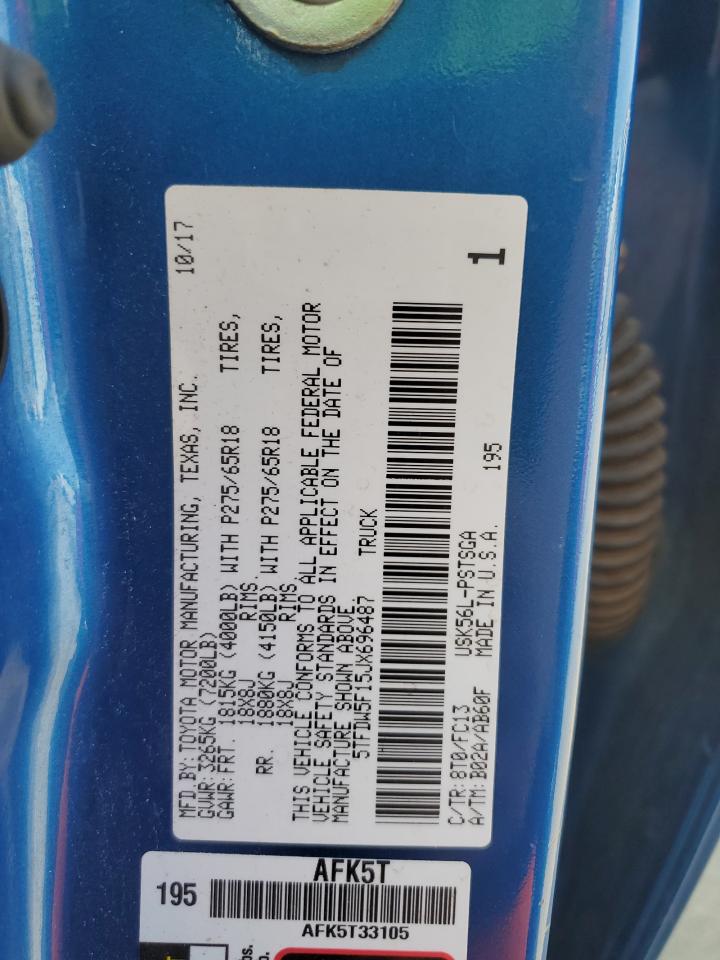 MFD.BY:TOYOTA MOTOR MANUFACTURING, TEXAS, INC. 10/17
GVWR:3265KG(7200LB)
GAWR:FRT. 1815KG (4000LB) WITH P275/65R18 TIRES,
18X8J RIMS.
RR. 1880KG (4150LB) WITH P275/65R18 TIRES,
18X8J RIMS
THIS VEHICLE CONFORMS TO ALL APPLICABLE FEDERAL MOTOR
VEHICLE SAFETY STANDARDS IN EFFECT ON THE DATE OF
MANUFACTURE SHOWN ABOVE.
5TFDW5F15JX696487 TRUCK
C/TR:8T0/FC13 USK56L-PSTSGA
A/TM:B02A/AB60F MADE IN U.S.A. 195 1
AFK5T
195
AFK5T33105